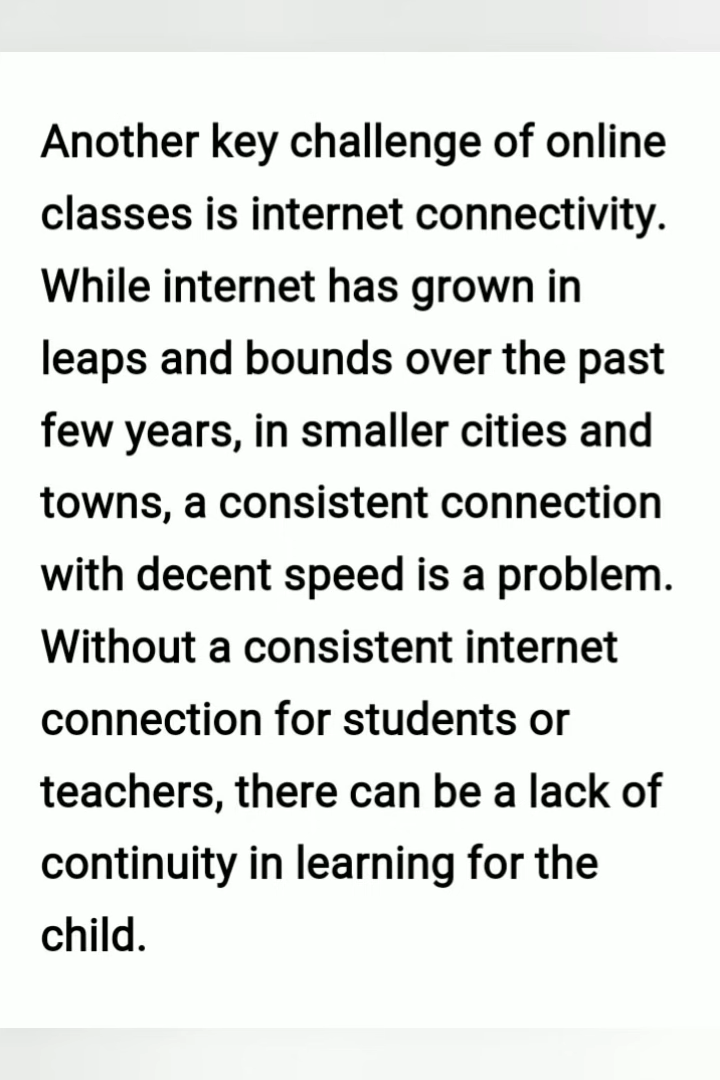 Another key challenge of online
classes is internet connectivity.
While internet has grown in
leaps and bounds over the past
few years, in smaller cities and
towns, a consistent connection
with decent speed is a problem.
Without a consistent internet
connection for students or
teachers, there can be a lack of
continuity in learning for the
child.